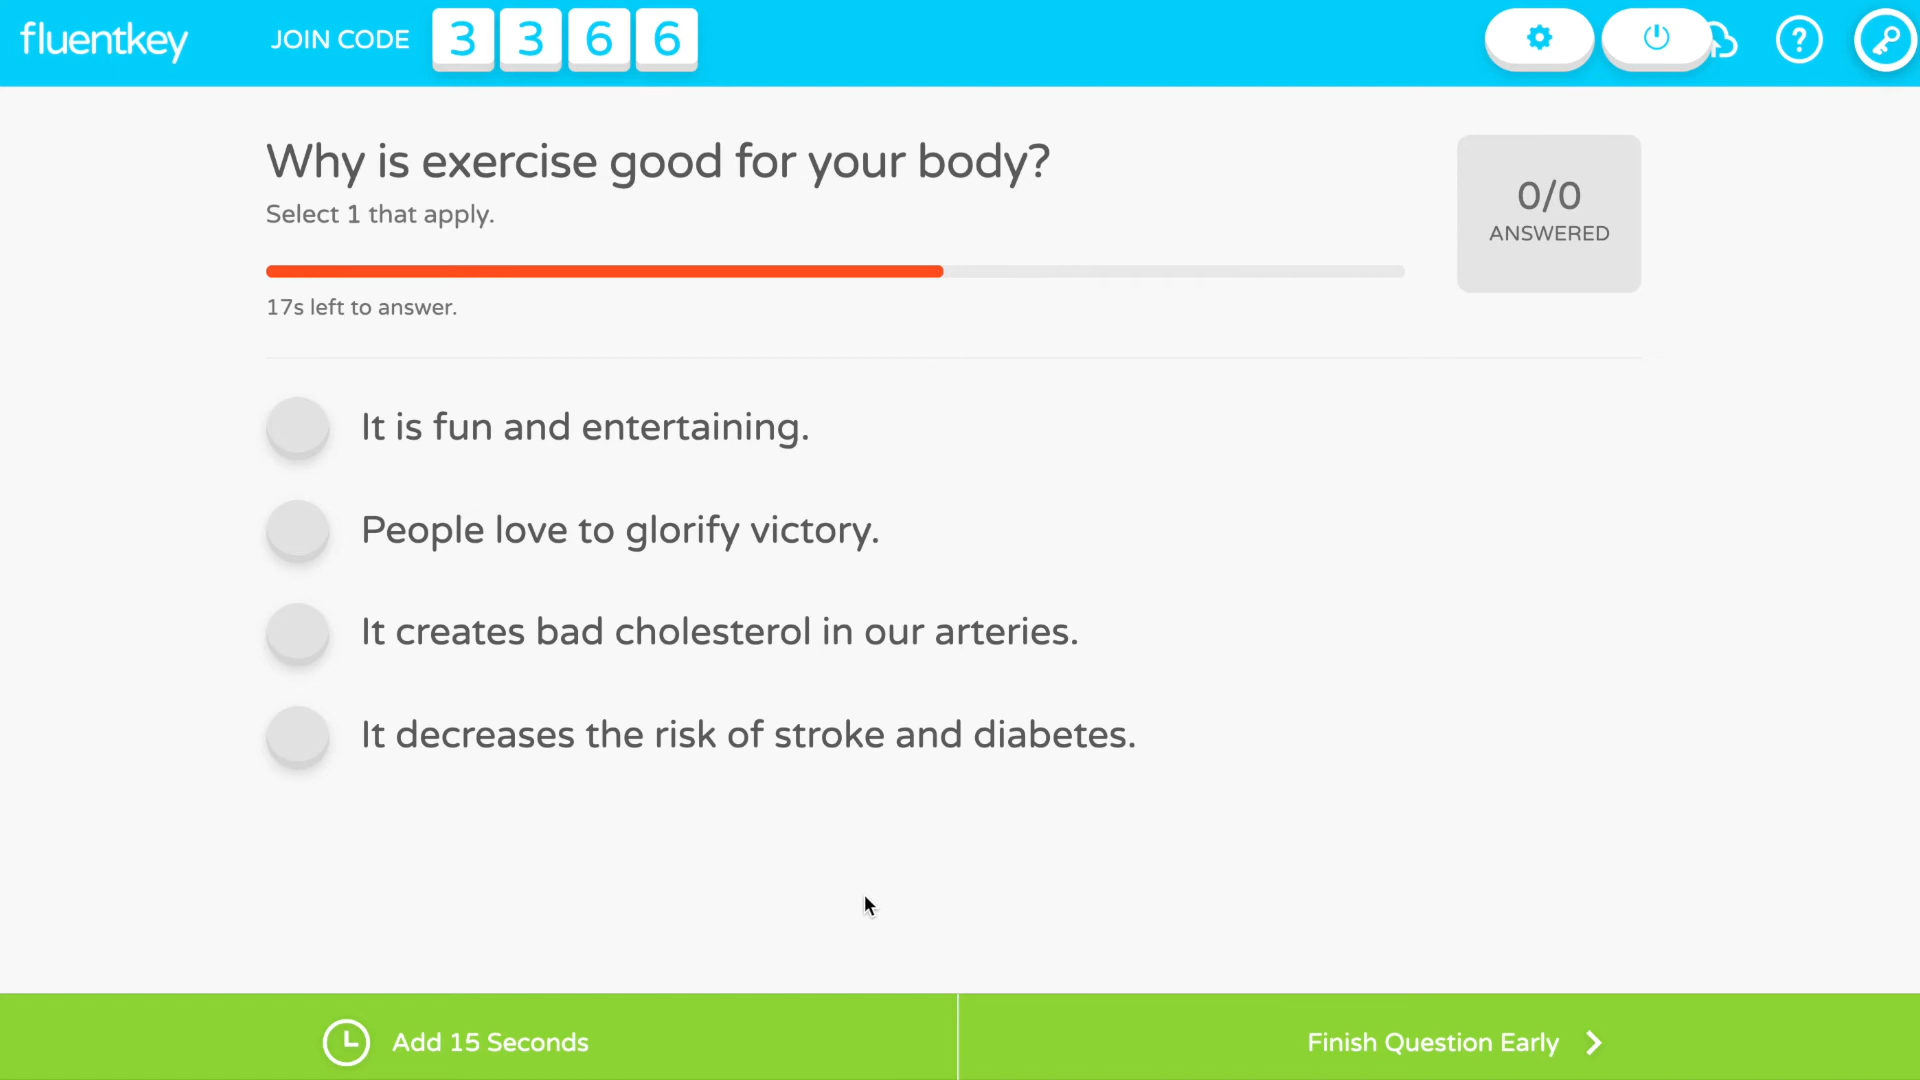 fluentkey
JOIN CODE 3 3 6 6
?
Why is exercise good for your body?
Select 1 that apply.
0/0
ANSWERED
17s left to answer.
It is fun and entertaining.
People love to glorify victory.
It creates bad cholesterol in our arteries.
It decreases the risk of stroke and diabetes.
Add 15 Seconds
Finish Question Early